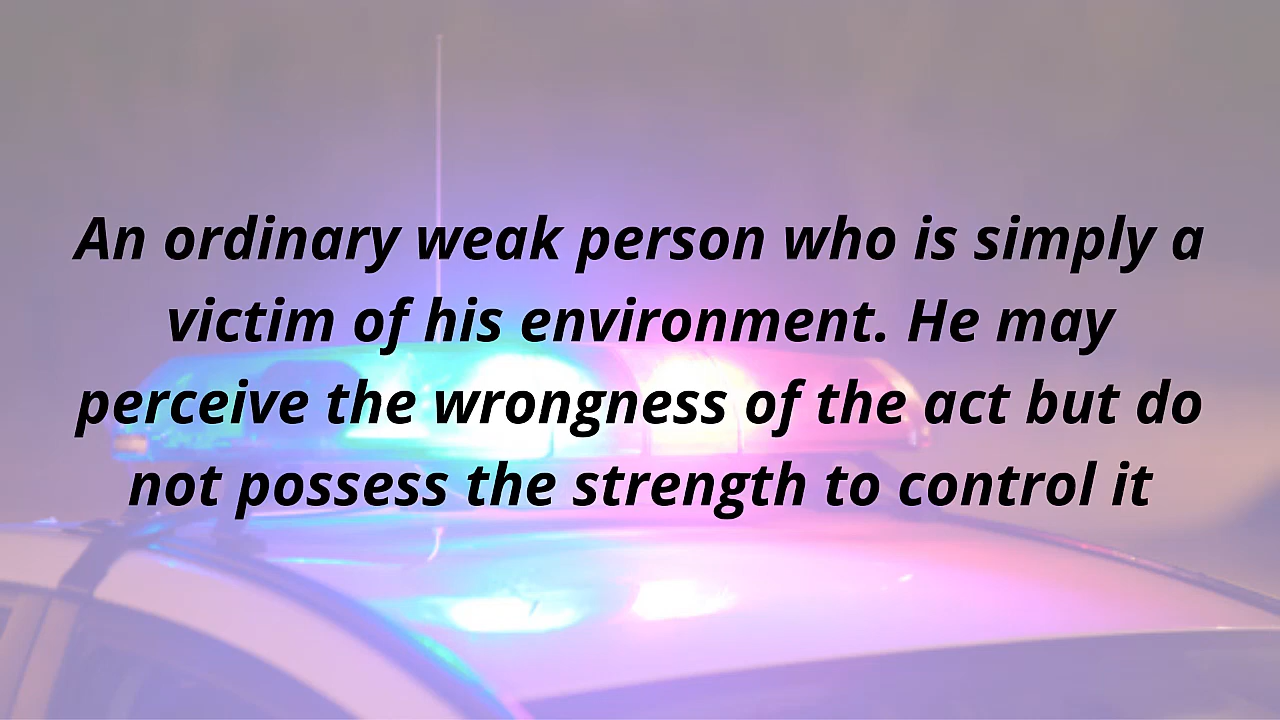 An ordinary weak person who is simply a
victim of his environment. He may
perceive the wrongness of the act but do
not possess the strength to control it